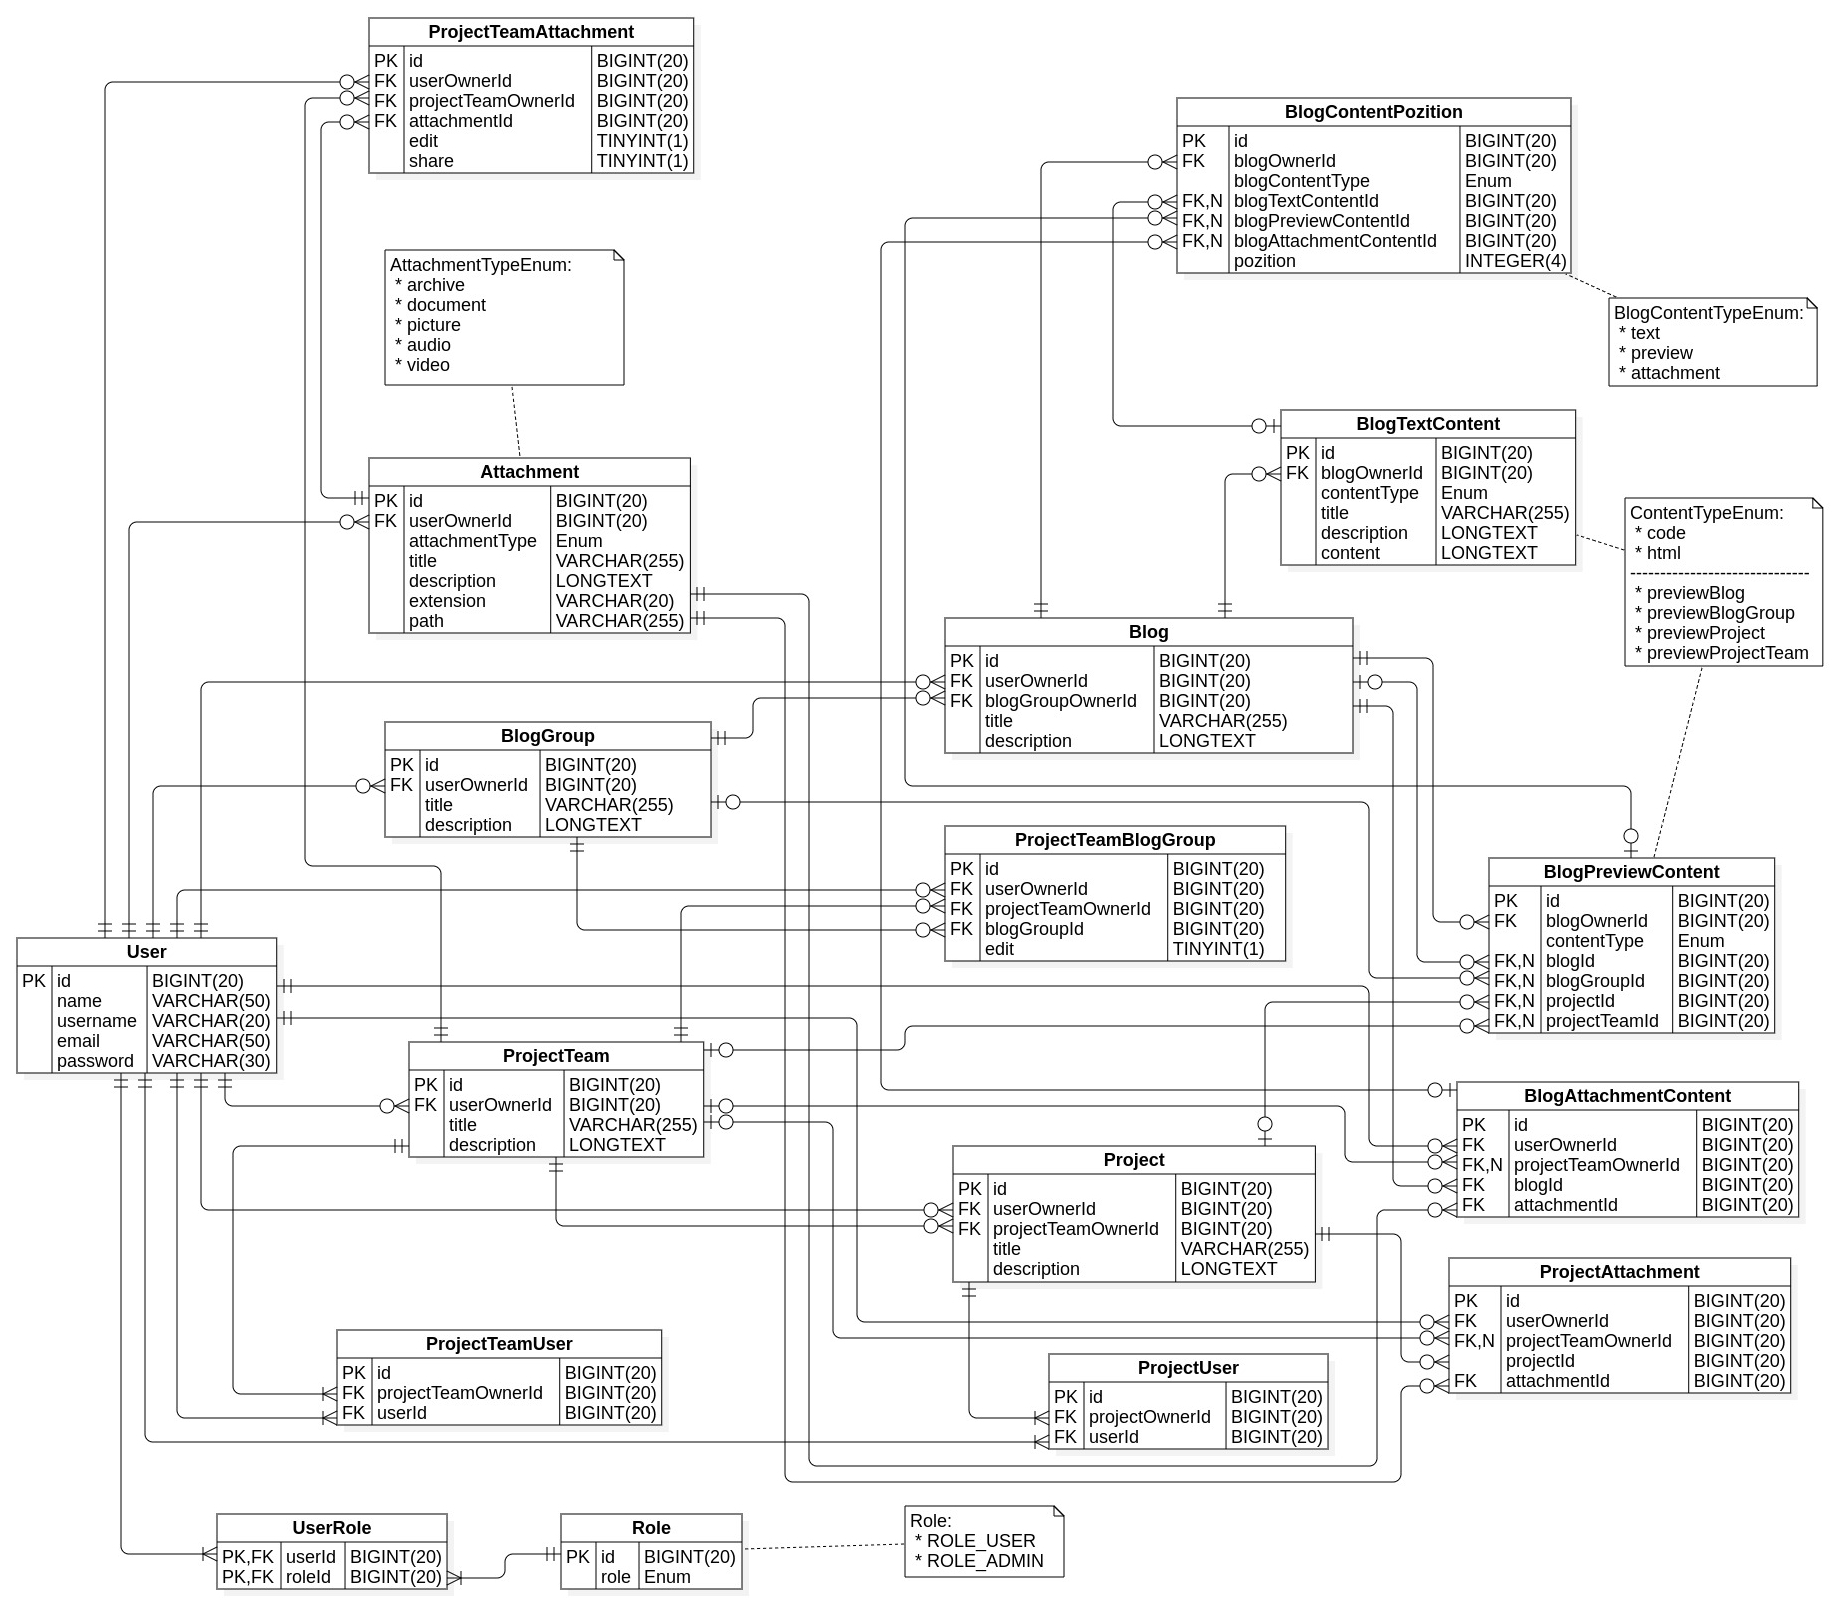 ProjectTeamAttachment
PK id BIGINT(20)
FK userOwnerId BIGINT(20)
FK projectTeamOwnerId BIGINT(20)
FK attachmentId BIGINT(20)
edit TINYINT(1)
share TINYINT(1)
BlogContentPozition
PK id BIGINT(20)
FK blogOwnerId BIGINT(20)
blogContentType Enum
FK,N blogTextContentId BIGINT(20)
FK,N blogPreviewContentId BIGINT(20)
FK,N blogAttachmentContentId BIGINT(20)
pozition INTEGER(4)
AttachmentTypeEnum:
* archive
* document
* picture
* audio
* video
BlogContentTypeEnum:
* text
* preview
* attachment
BlogTextContent
PK id BIGINT(20)
FK blogOwnerId BIGINT(20)
contentType Enum
title VARCHAR(255)
description LONGTEXT
content LONGTEXT
Attachment
PK id BIGINT(20)
FK userOwnerId BIGINT(20)
attachmentType Enum
title VARCHAR(255)
description LONGTEXT
extension VARCHAR(20)
path VARCHAR(255)
ContentTypeEnum:
* code
* html
-------------------------------
* previewBlog
* previewBlogGroup
* previewProject
* previewProjectTeam
Blog
PK id BIGINT(20)
FK userOwnerId BIGINT(20)
FK blogGroupOwnerId BIGINT(20)
title VARCHAR(255)
description LONGTEXT
BlogGroup
PK id BIGINT(20)
FK userOwnerId BIGINT(20)
title VARCHAR(255)
description LONGTEXT
ProjectTeamBlogGroup
PK id BIGINT(20)
FK userOwnerId BIGINT(20)
FK projectTeamOwnerId BIGINT(20)
FK blogGroupId BIGINT(20)
edit TINYINT(1)
BlogPreviewContent
PK id BIGINT(20)
FK blogOwnerId BIGINT(20)
contentType Enum
FK,N blogId BIGINT(20)
FK,N blogGroupId BIGINT(20)
FK,N projectId BIGINT(20)
FK,N projectTeamId BIGINT(20)
User
PK id BIGINT(20)
name VARCHAR(50)
username VARCHAR(20)
email VARCHAR(50)
password VARCHAR(30)
ProjectTeam
PK id BIGINT(20)
FK userOwnerId BIGINT(20)
title VARCHAR(255)
description LONGTEXT
BlogAttachmentContent
PK id BIGINT(20)
FK userOwnerId BIGINT(20)
FK,N projectTeamOwnerId BIGINT(20)
FK blogId BIGINT(20)
FK attachmentId BIGINT(20)
Project
PK id BIGINT(20)
FK userOwnerId BIGINT(20)
FK projectTeamOwnerId BIGINT(20)
title VARCHAR(255)
description LONGTEXT
ProjectAttachment
PK id BIGINT(20)
FK userOwnerId BIGINT(20)
FK,N projectTeamOwnerId BIGINT(20)
projectId BIGINT(20)
FK attachmentId BIGINT(20)
ProjectTeamUser
PK id BIGINT(20)
FK projectTeamOwnerId BIGINT(20)
FK userId BIGINT(20)
ProjectUser
PK id BIGINT(20)
FK projectOwnerId BIGINT(20)
FK userId BIGINT(20)
UserRole
PK,FK userId BIGINT(20)
PK,FK roleId BIGINT(20)
Role
PK id BIGINT(20)
role Enum
Role:
* ROLE_USER
* ROLE_ADMIN